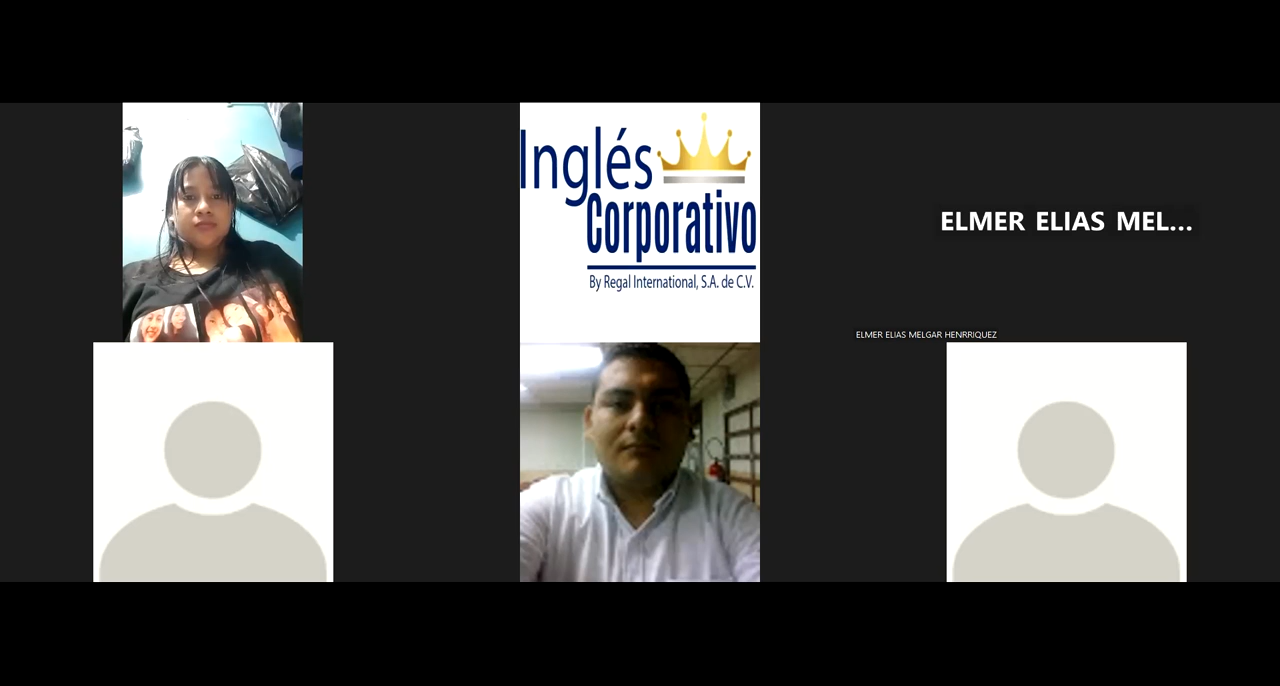 Inglés
Corporativo
By Regal International, S.A. de C.V.
ELMER ELIAS MEL...
ELMER ELIAS MELGAR HENRRIQUEZ